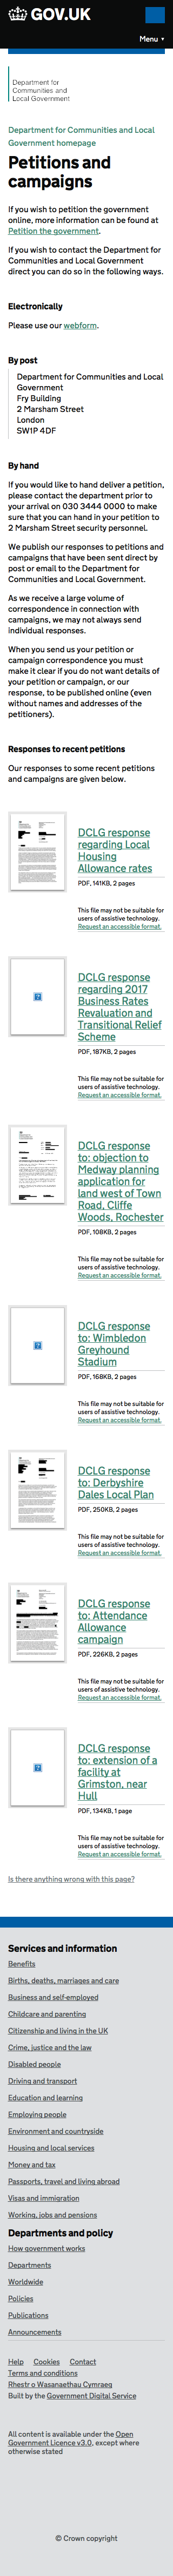 GOV.UK
Menu ▼
Department for
Communities and
Local Government
Department for Communities and Local
Government homepage
Petitions and
campaigns
If you wish to petition the government
online, more information can be found at
Petition the government.
If you wish to contact the Department for
Communities and Local Government
direct you can do so in the following ways.
Electronically
Please use our webform.
By post
Department for Communities and Local
Government
Fry Building
2 Marsham Street
London
SW1P 4DF
By hand
If you would like to hand deliver a petition,
please contact the department prior to
your arrival on 030 3444 0000 to make
sure that you can hand in your petition to
2 Marsham Street security personnel.
We publish our responses to petitions and
campaigns that have been sent direct by
post or email to the Department for
Communities and Local Government.
As we receive a large volume of
correspondence in connection with
campaigns, we may not always send
individual responses.
When you send us your petition or
campaign correspondence you must
make it clear if you do not want details of
your petition or campaign, or our
response, to be published online (even
without names and addresses of the
petitioners).
Responses to recent petitions
Our responses to some recent petitions
and campaigns are given below.
DCLG response
regarding Local
Housing
Allowance rates
PDF, 141KB, 2 pages
This file may not be suitable for
users of assistive technology.
Request an accessible format.
DCLG response
regarding 2017
Business Rates
Revaluation and
Transitional Relief
Scheme
PDF, 187KB, 2 pages
This file may not be suitable for
users of assistive technology.
Request an accessible format.
DCLG response
to: objection to
Medway planning
application for
land west of Town
Road, Cliffe
Woods, Rochester
PDF, 108KB, 2 pages
This file may not be suitable for
users of assistive technology.
Request an accessible format.
DCLG response
to: Wimbledon
Greyhound
Stadium
PDF, 168KB, 2 pages
This file may not be suitable for
users of assistive technology.
Request an accessible format.
DCLG response
to: Derbyshire
Dales Local Plan
PDF, 250KB, 2 pages
This file may not be suitable for
users of assistive technology.
Request an accessible format.
DCLG response
to: Attendance
Allowance
campaign
PDF, 226KB, 2 pages
This file may not be suitable for
users of assistive technology.
Request an accessible format.
DCLG response
to: extension of a
facility at
Grimston, near
Hull
PDF, 134KB, 1 page
This file may not be suitable for
users of assistive technology.
Request an accessible format.
Is there anything wrong with this page?
Services and information
Benefits
Births, deaths, marriages and care
Business and self-employed
Childcare and parenting
Citizenship and living in the UK
Crime, justice and the law
Disabled people
Driving and transport
Education and learning
Employing people
Environment and countryside
Housing and local services
Money and tax
Passports, travel and living abroad
Visas and immigration
Working, jobs and pensions
Departments and policy
How government works
Departments
Worldwide
Policies
Publications
Announcements
Help Cookies Contact
Terms and conditions
Rhestr o Wasanaethau Cymraeg
Built by the Government Digital Service
All content is available under the Open
Government Licence v3.0, except where
otherwise stated
© Crown copyright